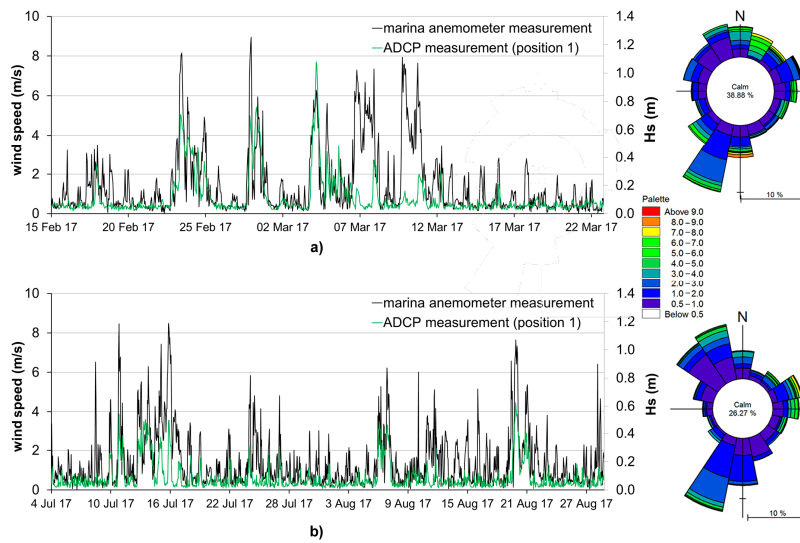 10
8
6
4
2
0
wind speed (m/s)
marina anemometer measurement
ADCP measurement (position 1)
1.4
1.2
1.0
0.8
0.6
0.4
0.2
0.0
Hs (m)
15 Feb 17
20 Feb 17
25 Feb 17
02 Mar 17
07 Mar 17
12 Mar 17
17 Mar 17
22 Mar 17
a)
N
Calm
38.88 %
10 %
Palette
Above 9.0
8.0 - 9.0
7.0 - 8.0
6.0 - 7.0
5.0 - 6.0
4.0 - 5.0
3.0 - 4.0
2.0 - 3.0
1.0 - 2.0
0.5 - 1.0
Below 0.5
10
8
6
4
2
0
wind speed (m/s)
marina anemometer measurement
ADCP measurement (position 1)
1.4
1.2
1.0
0.8
0.6
0.4
0.2
0.0
Hs (m)
4 Jul 17
10 Jul 17
16 Jul 17
22 Jul 17
28 Jul 17
3 Aug 17
9 Aug 17
15 Aug 17
21 Aug 17
27 Aug 17
b)
N
Calm
26.27 %
10 %